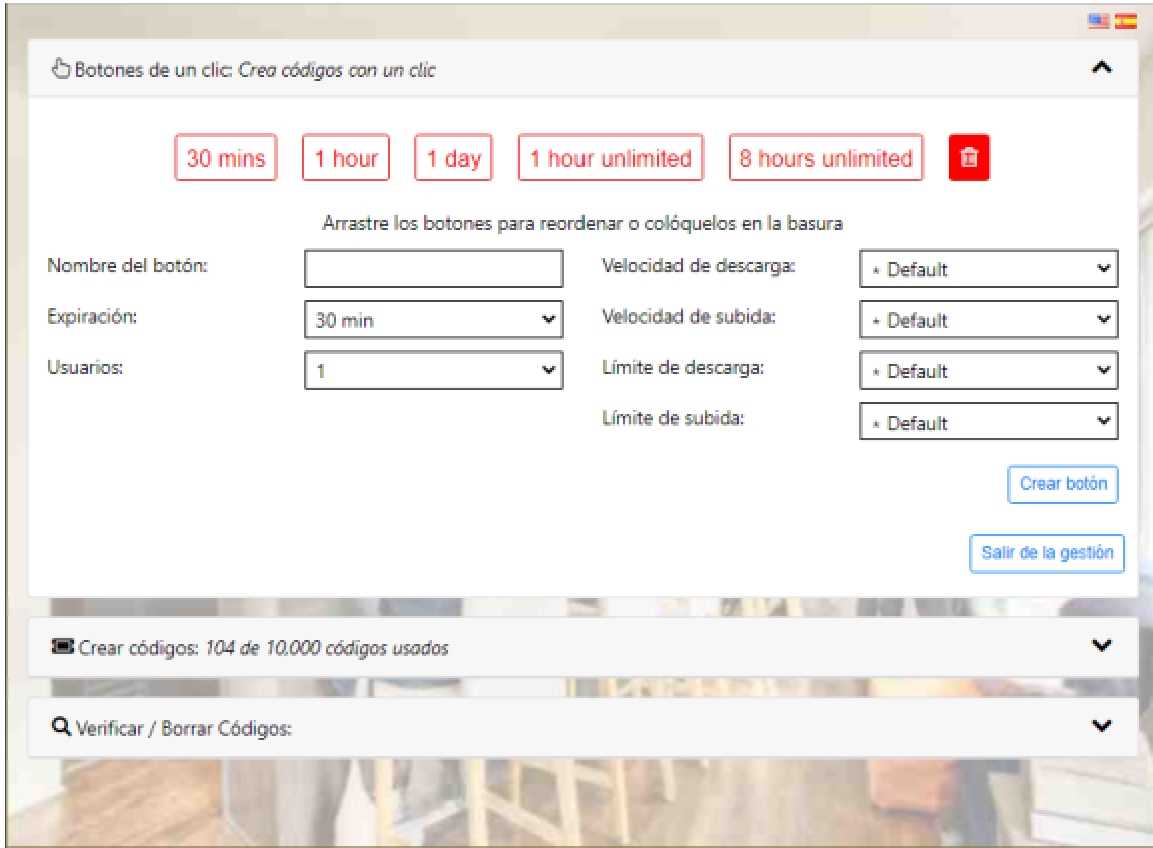 Botones de un clic: Crea códigos con un clic
30 mins 1 hour 1 day 1 hour unlimited 8 hours unlimited
Arrastre los botones para reordenar o colóquelos en la basura
Nombre del botón: Velocidad de descarga: * Default
Expiración: 30 min Velocidad de subida: * Default
Usuarios: 1 Límite de descarga: * Default
Límite de subida: * Default
Crear botón
Salir de la gestión
Crear códigos: 104 de 10,000 códigos usados
Verificar / Borrar Códigos: